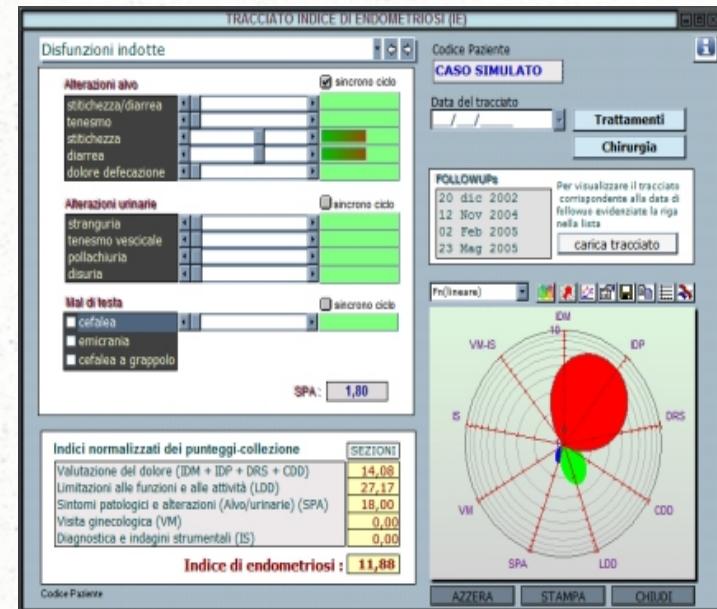 TRACCIATO INDICE DI ENDOMETRIOSI (IE)
Disfunzioni indotte
Alterazioni alvo
sincrono ciclo
stitichezza/diarrea
tenesmo
stitichezza
diarrea
dolore defecazione
Alterazioni urinarie
sincrono ciclo
stranguria
tenesmo vescicale
pollachiuria
disuria
Mal di testa
sincrono ciclo
cefalea
emicrania
cefalea a grappolo
SPA: 1,80
Indici normalizzati dei punteggi-collezione
SEZIONI
Valutazione del dolore (IDM + IDP + DRS + CDD) 14,08
Limitazioni alle funzioni e alle attività (LDD) 27,17
Sintomi patologici e alterazioni (Alvo/urinarie) (SPA) 18,00
Visita ginecologica (VM) 0,00
Diagnostica e indagini strumentali (IS) 0,00
Indice di endometriosi : 11,88
Codice Paziente
Codice Paziente
CASO SIMULATO
Data del tracciato
__/__/____
Trattamenti
Chirurgia
FOLLOWUPs
20 dic 2002
12 Nov 2004
02 Feb 2005
23 Mag 2005
Per visualizzare il tracciato
corrispondente alla data di
followup evidenziate la riga
nella lista
carica tracciato
Fn(lineare)
IDM
10
VM-IS
IDP
IS
DRS
VM
CDD
SPA
LDD
AZZERA
STAMPA
CHIUDI